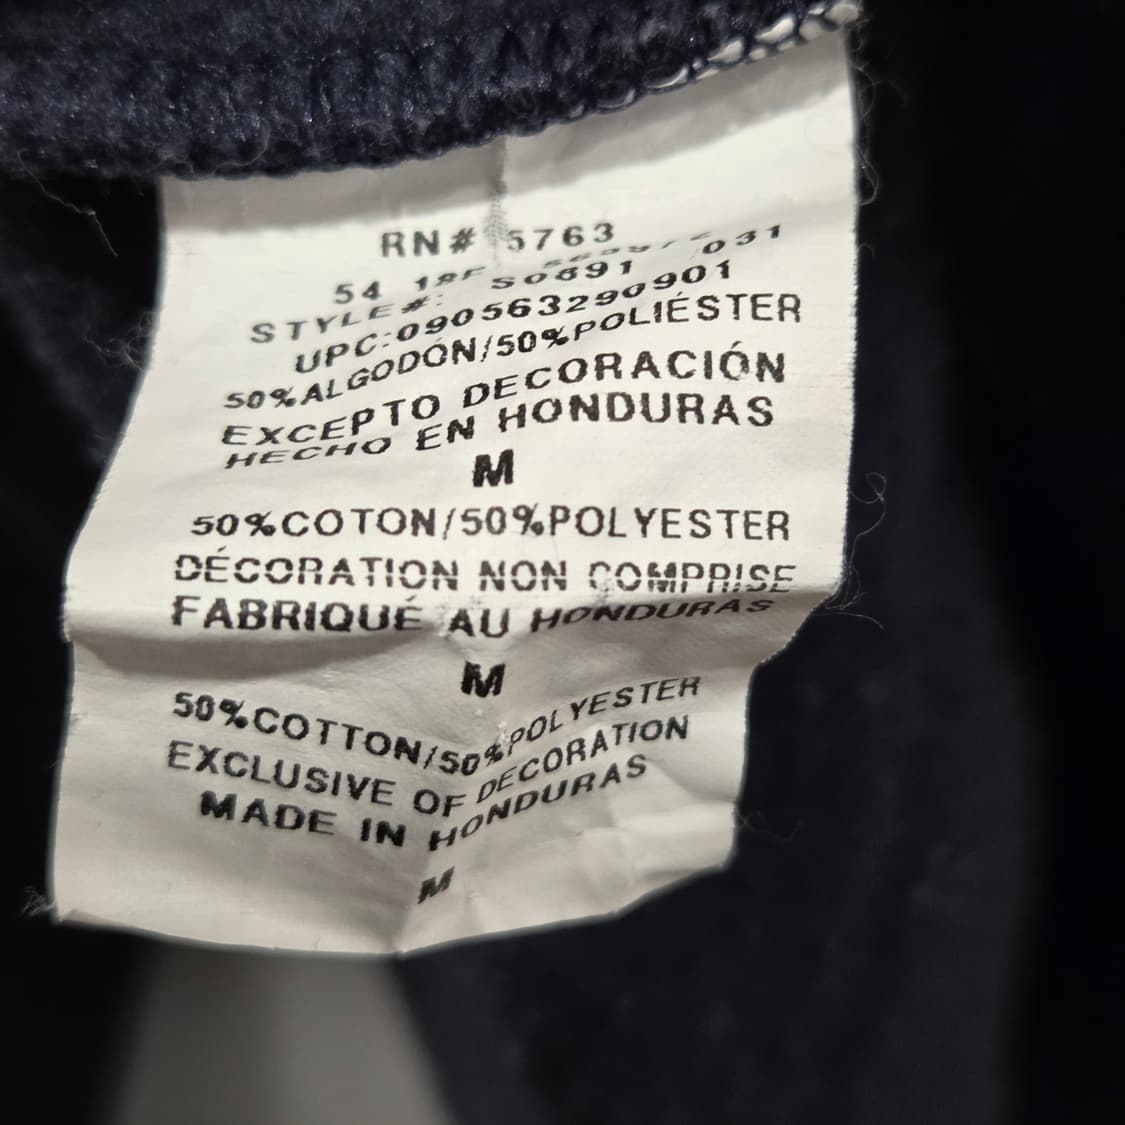 RN# 5763
54 18F 031
STYLE#: S0691
UPC:090563290901
50%ALGODÓN/50%POLIÉSTER
EXCEPTO DECORACIÓN
HECHO EN HONDURAS
M
50%COTON/50%POLYESTER
DÉCORATION NON COMPRISE
FABRIQUÉ AU HONDURAS
M
50%COTTON/50%POLYESTER
EXCLUSIVE OF DECORATION
MADE IN HONDURAS
M